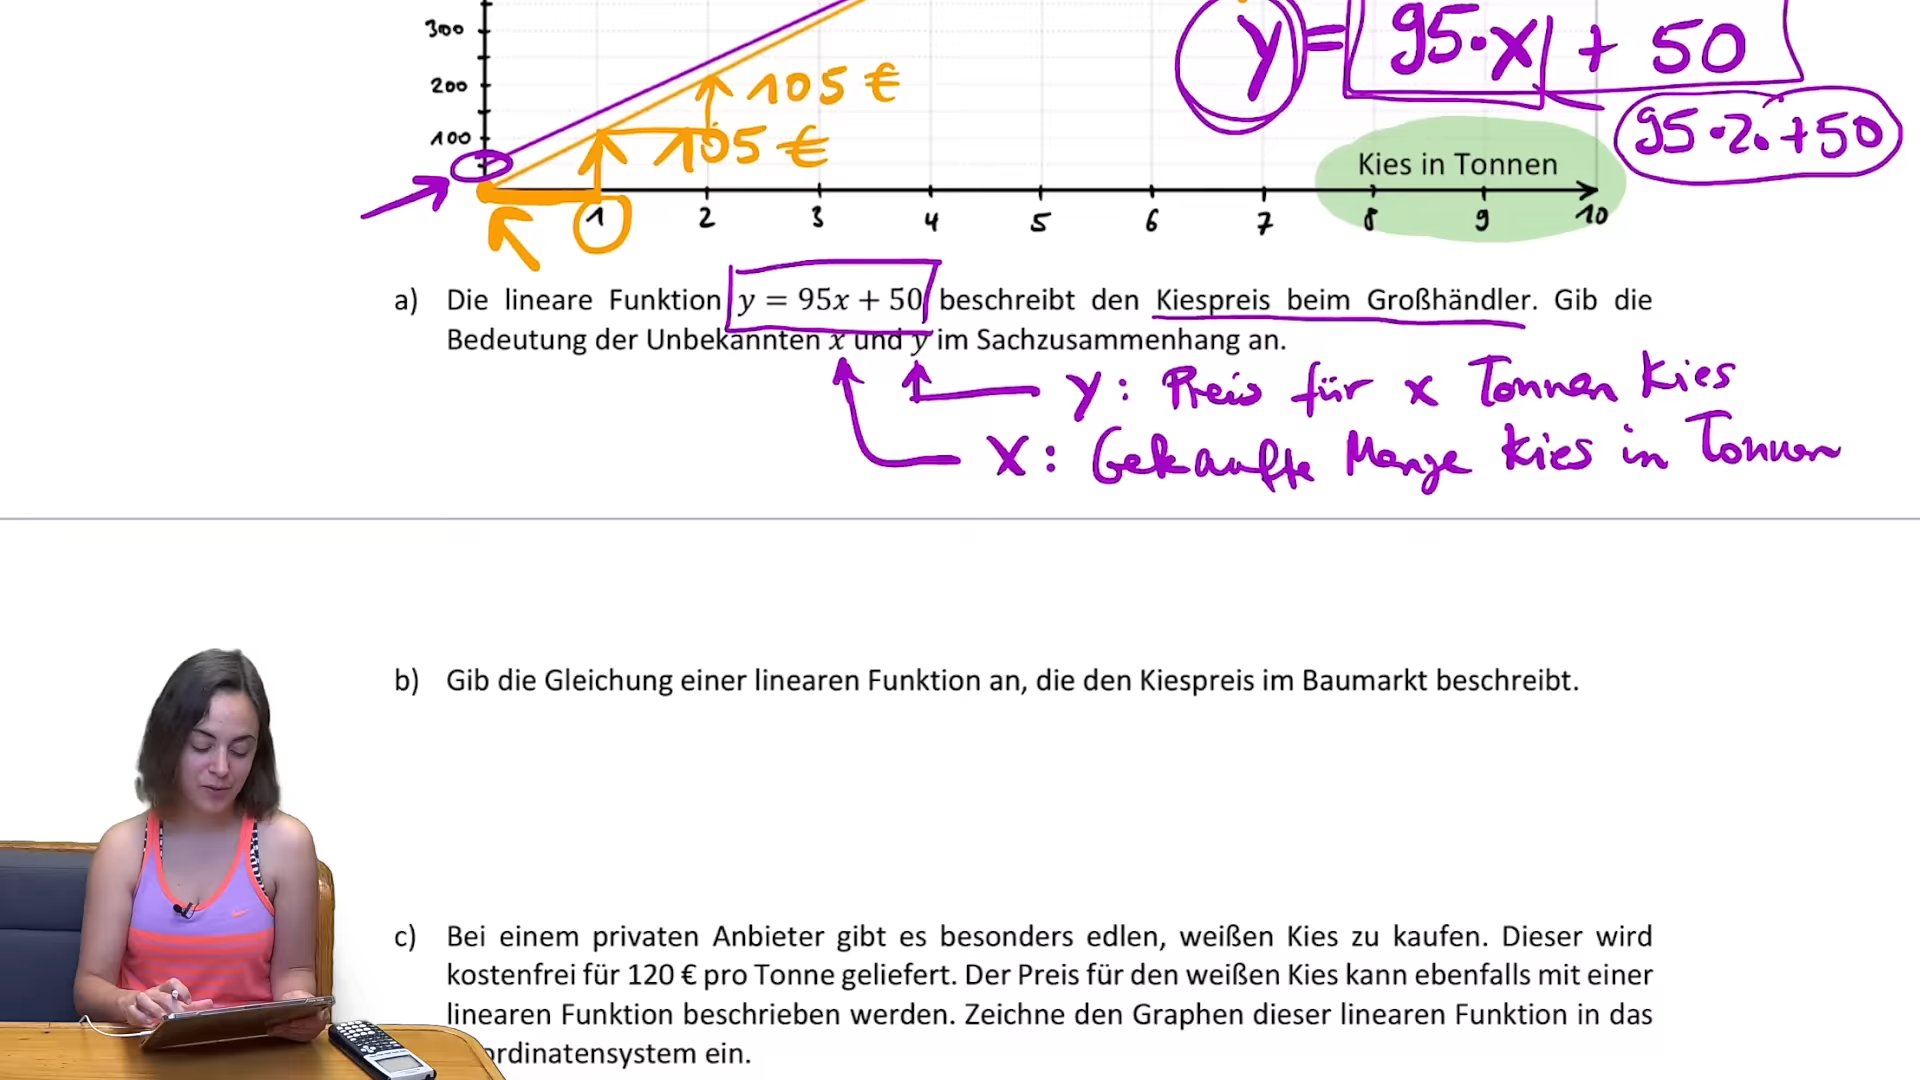 300
y = 95·x + 50
200
105 €
100
105 €
95·2 + 50
Kies in Tonnen
1 2 3 4 5 6 7 8 9 10
a) Die lineare Funktion y = 95x + 50 beschreibt den Kiespreis beim Großhändler. Gib die
Bedeutung der Unbekannten x und y im Sachzusammenhang an.
y: Preis für x Tonnen Kies
x: Gekaufte Menge Kies in Tonnen
b) Gib die Gleichung einer linearen Funktion an, die den Kiespreis im Baumarkt beschreibt.
c) Bei einem privaten Anbieter gibt es besonders edlen, weißen Kies zu kaufen. Dieser wird
kostenfrei für 120 € pro Tonne geliefert. Der Preis für den weißen Kies kann ebenfalls mit einer
linearen Funktion beschrieben werden. Zeichne den Graphen dieser linearen Funktion in das
ordinatensystem ein.